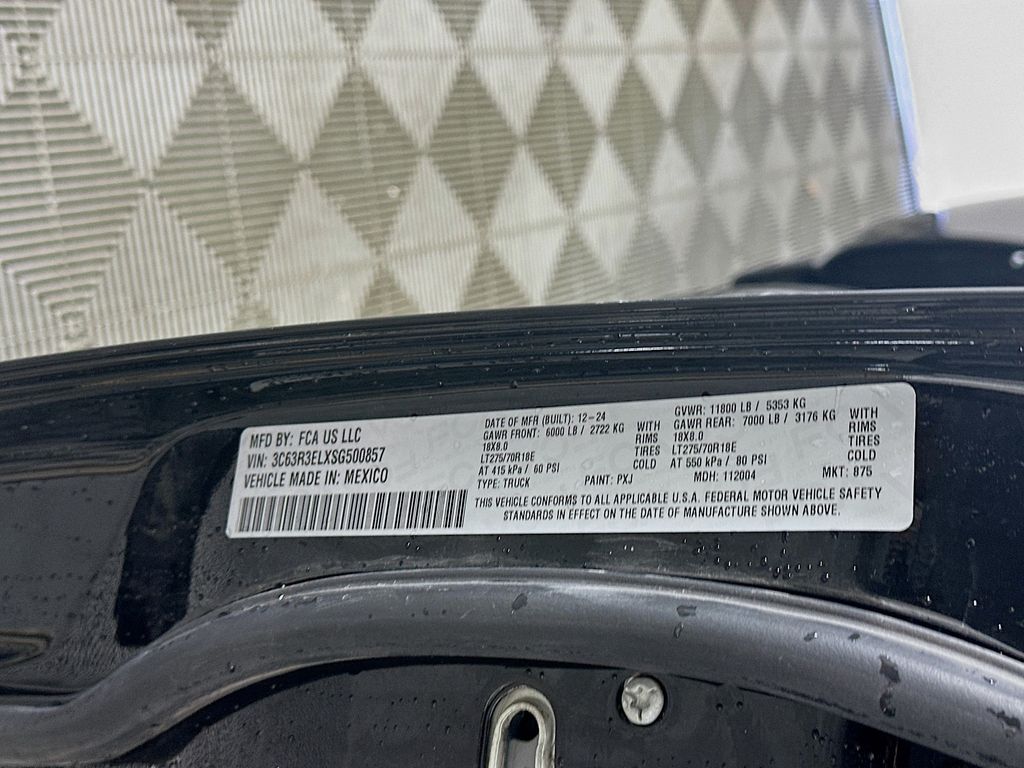 MFD BY: FCA US LLC
VIN: 3C63R3ELXSG500857
VEHICLE MADE IN: MEXICO
DATE OF MFR (BUILT): 12-24
GAWR FRONT: 6000 LB / 2722 KG
18X8.0
LT275/70R18E
AT 415 kPa / 60 PSI
TYPE: TRUCK
WITH
RIMS
TIRES
COLD
PAINT: PXJ
GVWR: 11800 LB / 5353 KG
GAWR REAR: 7000 LB / 3176 KG
18X8.0
LT275/70R18E
AT 550 kPa / 80 PSI
MDH: 112004
WITH
RIMS
TIRES
COLD
MKT: 875
THIS VEHICLE CONFORMS TO ALL APPLICABLE U.S.A. FEDERAL MOTOR VEHICLE SAFETY
STANDARDS IN EFFECT ON THE DATE OF MANUFACTURE SHOWN ABOVE.